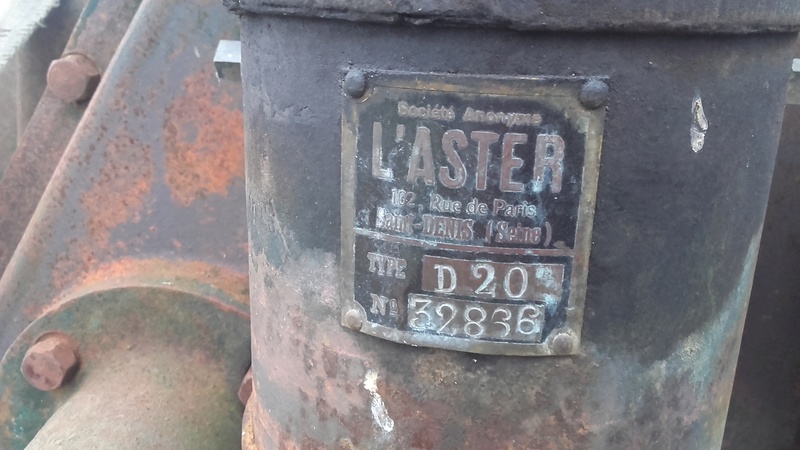 Société Anonyme
L'ASTER
162, Rue de Paris
à Saint-DENIS (Seine)
TYPE D 20
No 32836